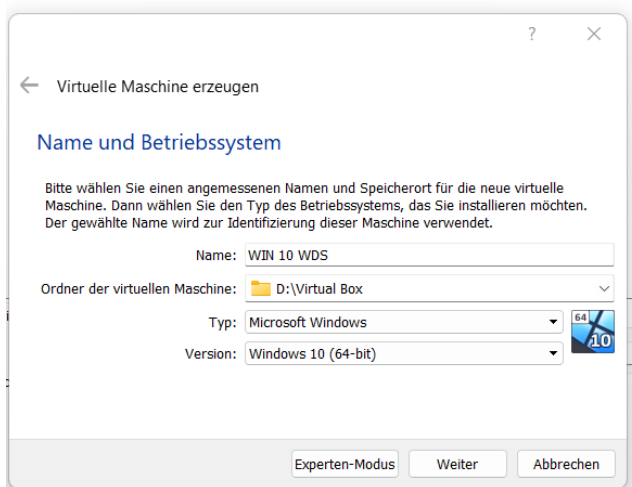 ?
Virtuelle Maschine erzeugen
Name und Betriebssystem
Bitte wählen Sie einen angemessenen Namen und Speicherort für die neue virtuelle
Maschine. Dann wählen Sie den Typ des Betriebssystems, das Sie installieren möchten.
Der gewählte Name wird zur Identifizierung dieser Maschine verwendet.
Name: WIN 10 WDS
Ordner der virtuellen Maschine: D:\Virtual Box
Typ: Microsoft Windows 64
Version: Windows 10 (64-bit) 10
Experten-Modus Weiter Abbrechen